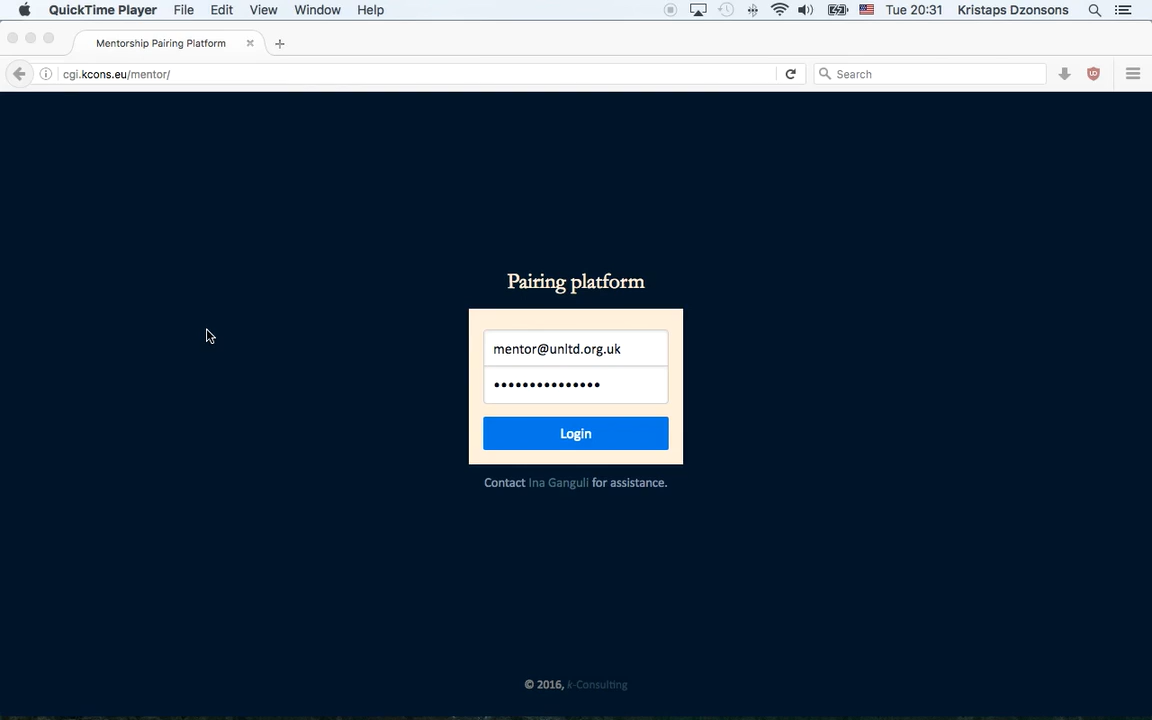 QuickTime Player File Edit View Window Help Tue 20:31 Kristaps Dzonsons
Mentorship Pairing Platform
cgi.kcons.eu/mentor/ Search
Pairing platform
mentor@unltd.org.uk
•••••••••••••••
Login
Contact Ina Ganguli for assistance.
© 2016, k-Consulting